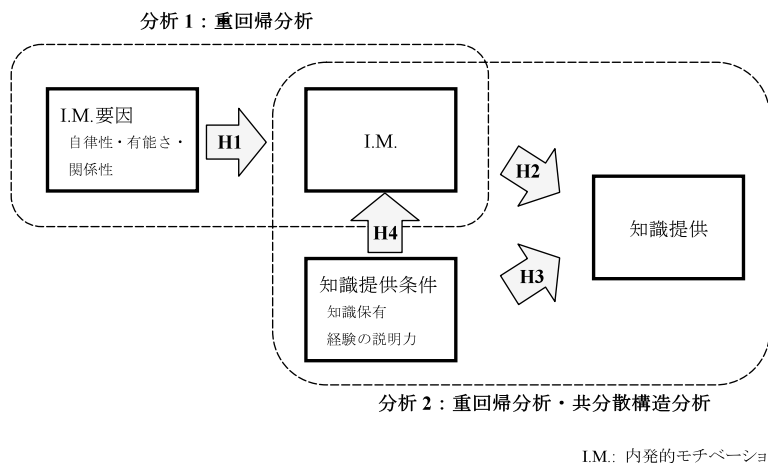 分析 1：重回帰分析
I.M.要因
自律性・有能さ・
関係性
H1
I.M.
H2
知識提供
H4
知識提供条件
知識保有
経験の説明力
H3
分析 2：重回帰分析・共分散構造分析
I.M.: 内発的モチベーショ